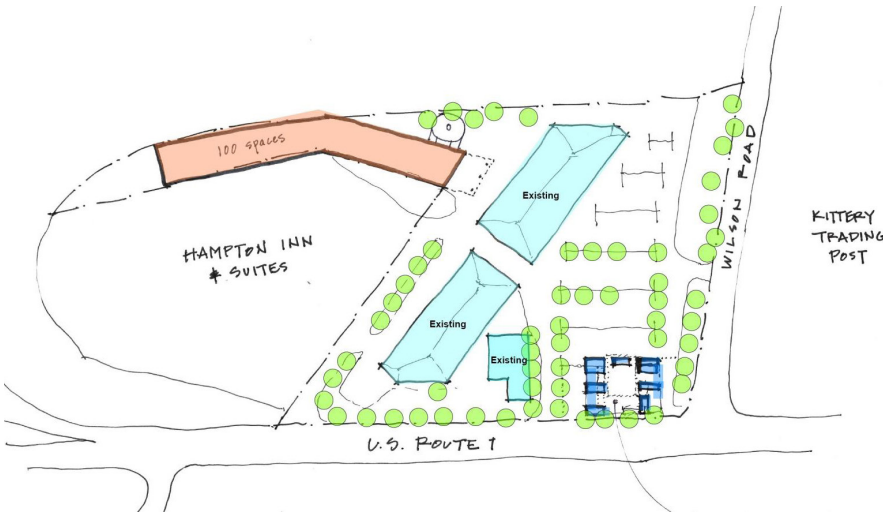 100 spaces
Existing
HAMPTON INN
& SUITES
Existing
Existing
WILSON ROAD
KITTERY
TRADING
POST
U.S. ROUTE 1